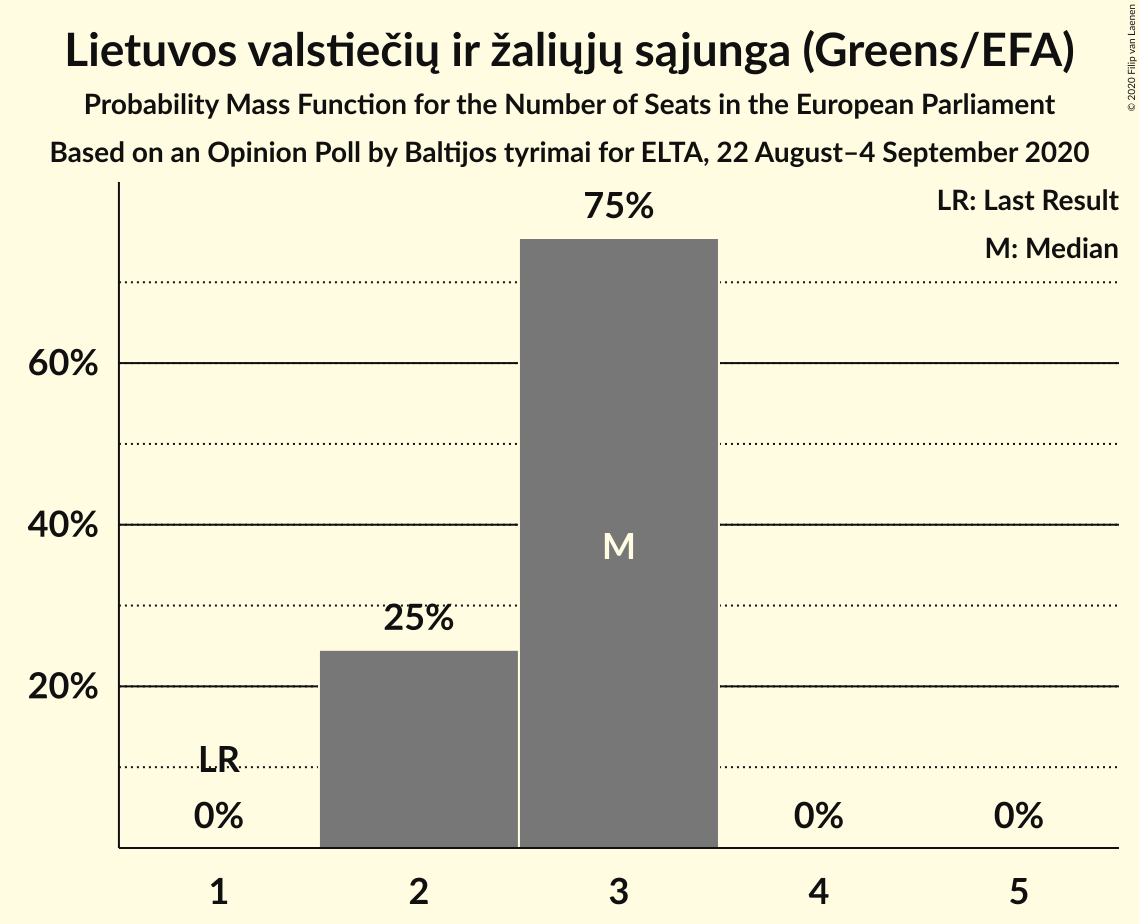 Lietuvos valstiečių ir žaliųjų sąjunga (Greens/EFA)
Probability Mass Function for the Number of Seats in the European Parliament
Based on an Opinion Poll by Baltijos tyrimai for ELTA, 22 August–4 September 2020
© 2020 Filip van Laenen
LR: Last Result
M: Median
75%
60%
40%
M
25%
20%
LR
0%
0%
0%
1
2
3
4
5